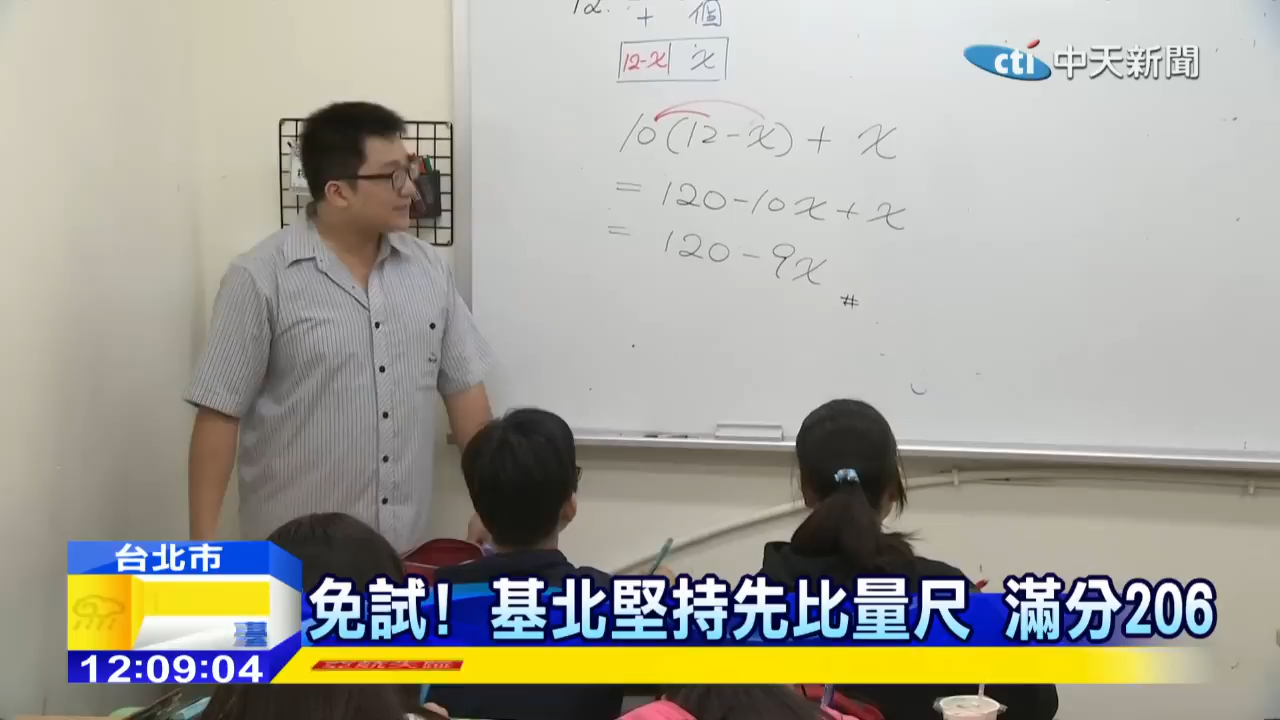 12.
+ 個
12-x x
10(12-x)+x
=120-10x+x
=120-9x
#
cti 中天新聞
台北市
免試! 基北堅持先比量尺 滿分206
12:09:04